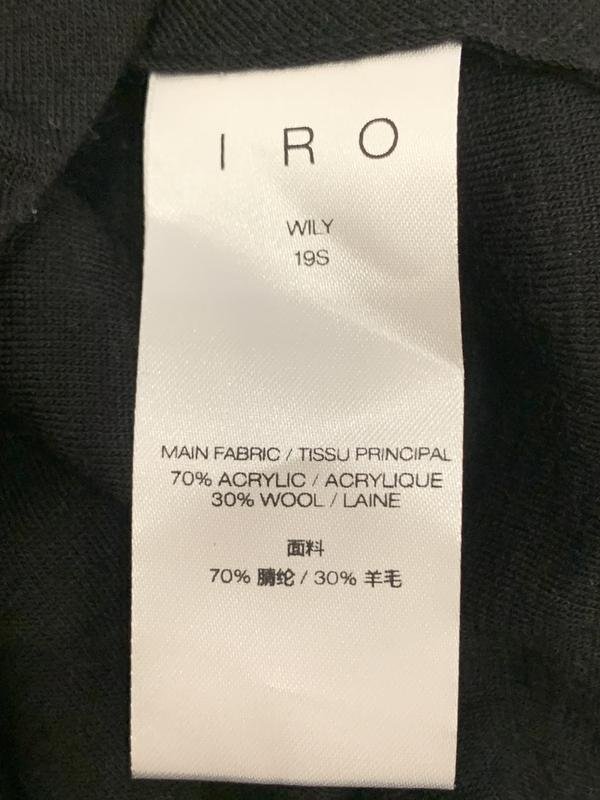 I R O
WILY
19S
MAIN FABRIC / TISSU PRINCIPAL
70% ACRYLIC / ACRYLIQUE
30% WOOL / LAINE
面料
70% 腈纶 / 30% 羊毛